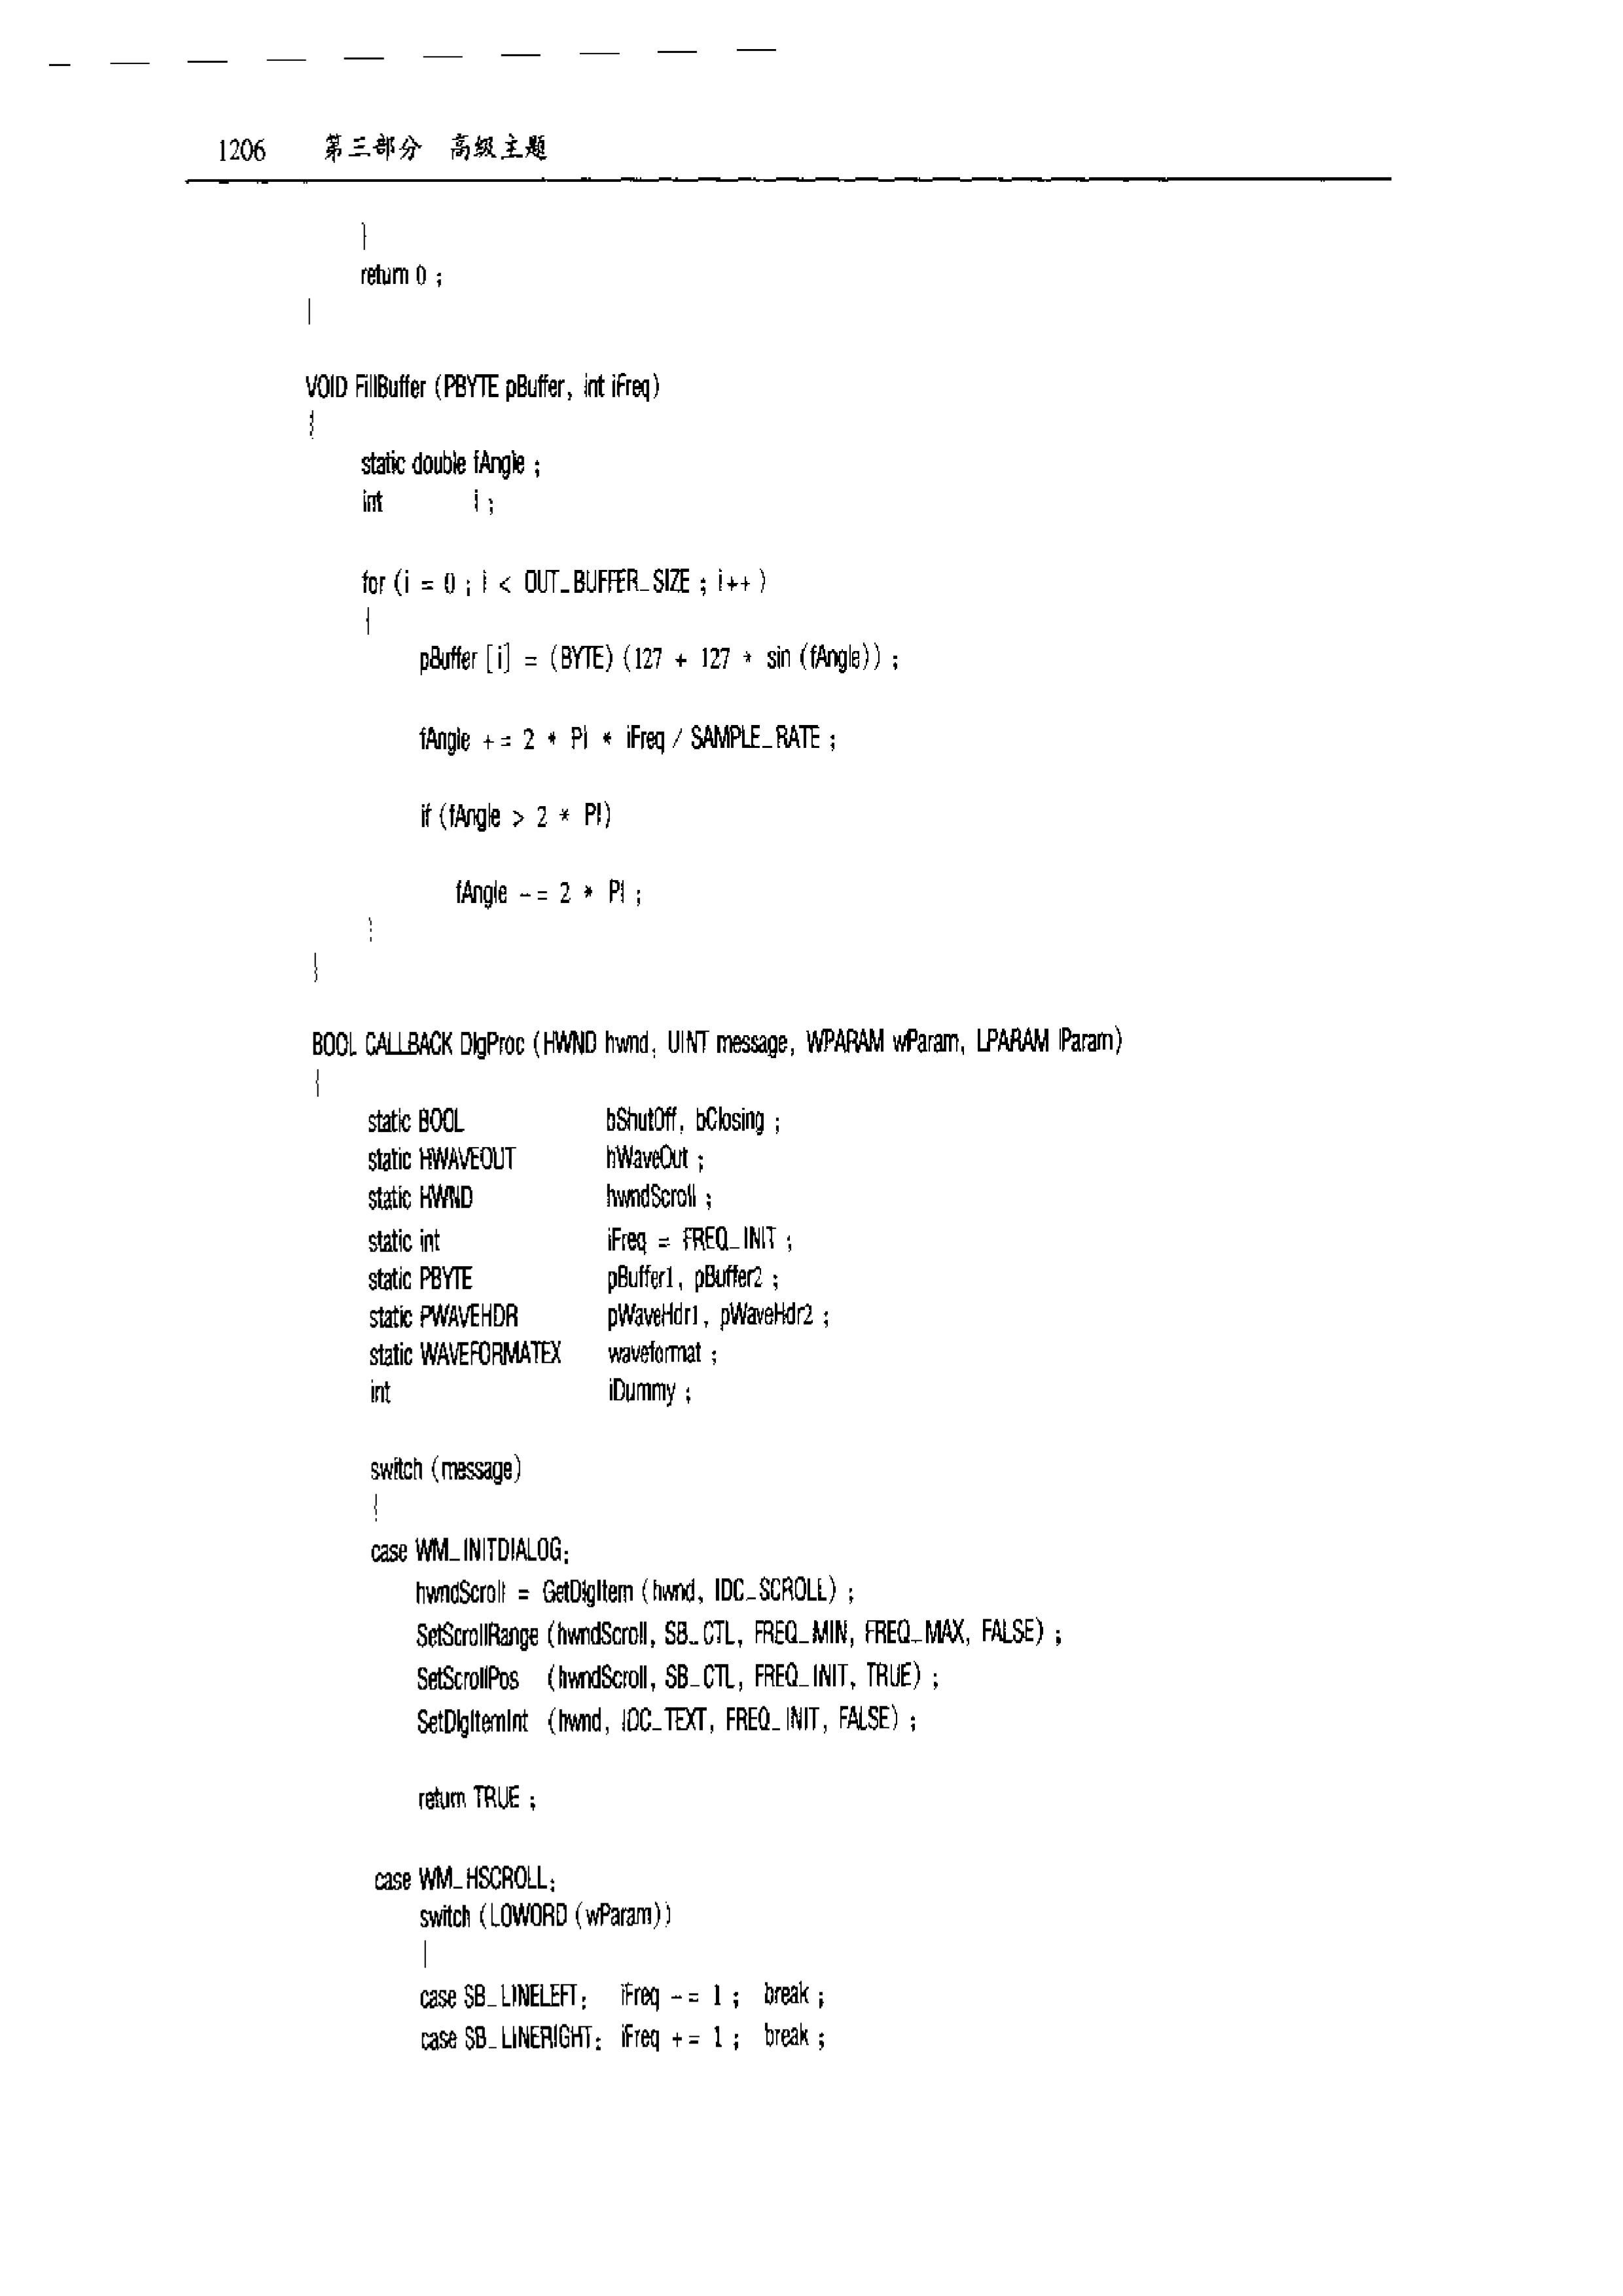 1206 第三部分 高级主题
}
return 0 ;
}
VOID FillBuffer (PBYTE pBuffer, int iFreq)
{
static double fAngle ;
int i ;
for (i = 0 ; i < OUT_BUFFER_SIZE ; i++ )
{
pBuffer [i] = (BYTE) (127 + 127 * sin (fAngle)) ;
fAngle += 2 * PI * iFreq / SAMPLE_RATE ;
if (fAngle > 2 * PI)
fAngle -= 2 * PI ;
}
}
BOOL CALLBACK DlgProc (HWND hwnd, UINT message, WPARAM wParam, LPARAM lParam)
{
static BOOL bShutOff, bClosing ;
static HWAVEOUT hWaveOut ;
static HWND hwndScroll ;
static int iFreq = FREQ_INIT ;
static PBYTE pBuffer1, pBuffer2 ;
static PWAVEHDR pWaveHdr1, pWaveHdr2 ;
static WAVEFORMATEX waveformat ;
int iDummy ;
switch (message)
{
case WM_INITDIALOG:
hwndScroll = GetDlgItem (hwnd, IDC_SCROLL) ;
SetScrollRange (hwndScroll, SB_CTL, FREQ_MIN, FREQ_MAX, FALSE) ;
SetScrollPos (hwndScroll, SB_CTL, FREQ_INIT, TRUE) ;
SetDlgItemInt (hwnd, IDC_TEXT, FREQ_INIT, FALSE) ;
return TRUE ;
case WM_HSCROLL:
switch (LOWORD (wParam))
{
case SB_LINELEFT: iFreq -= 1 ; break ;
case SB_LINERIGHT: iFreq += 1 ; break ;